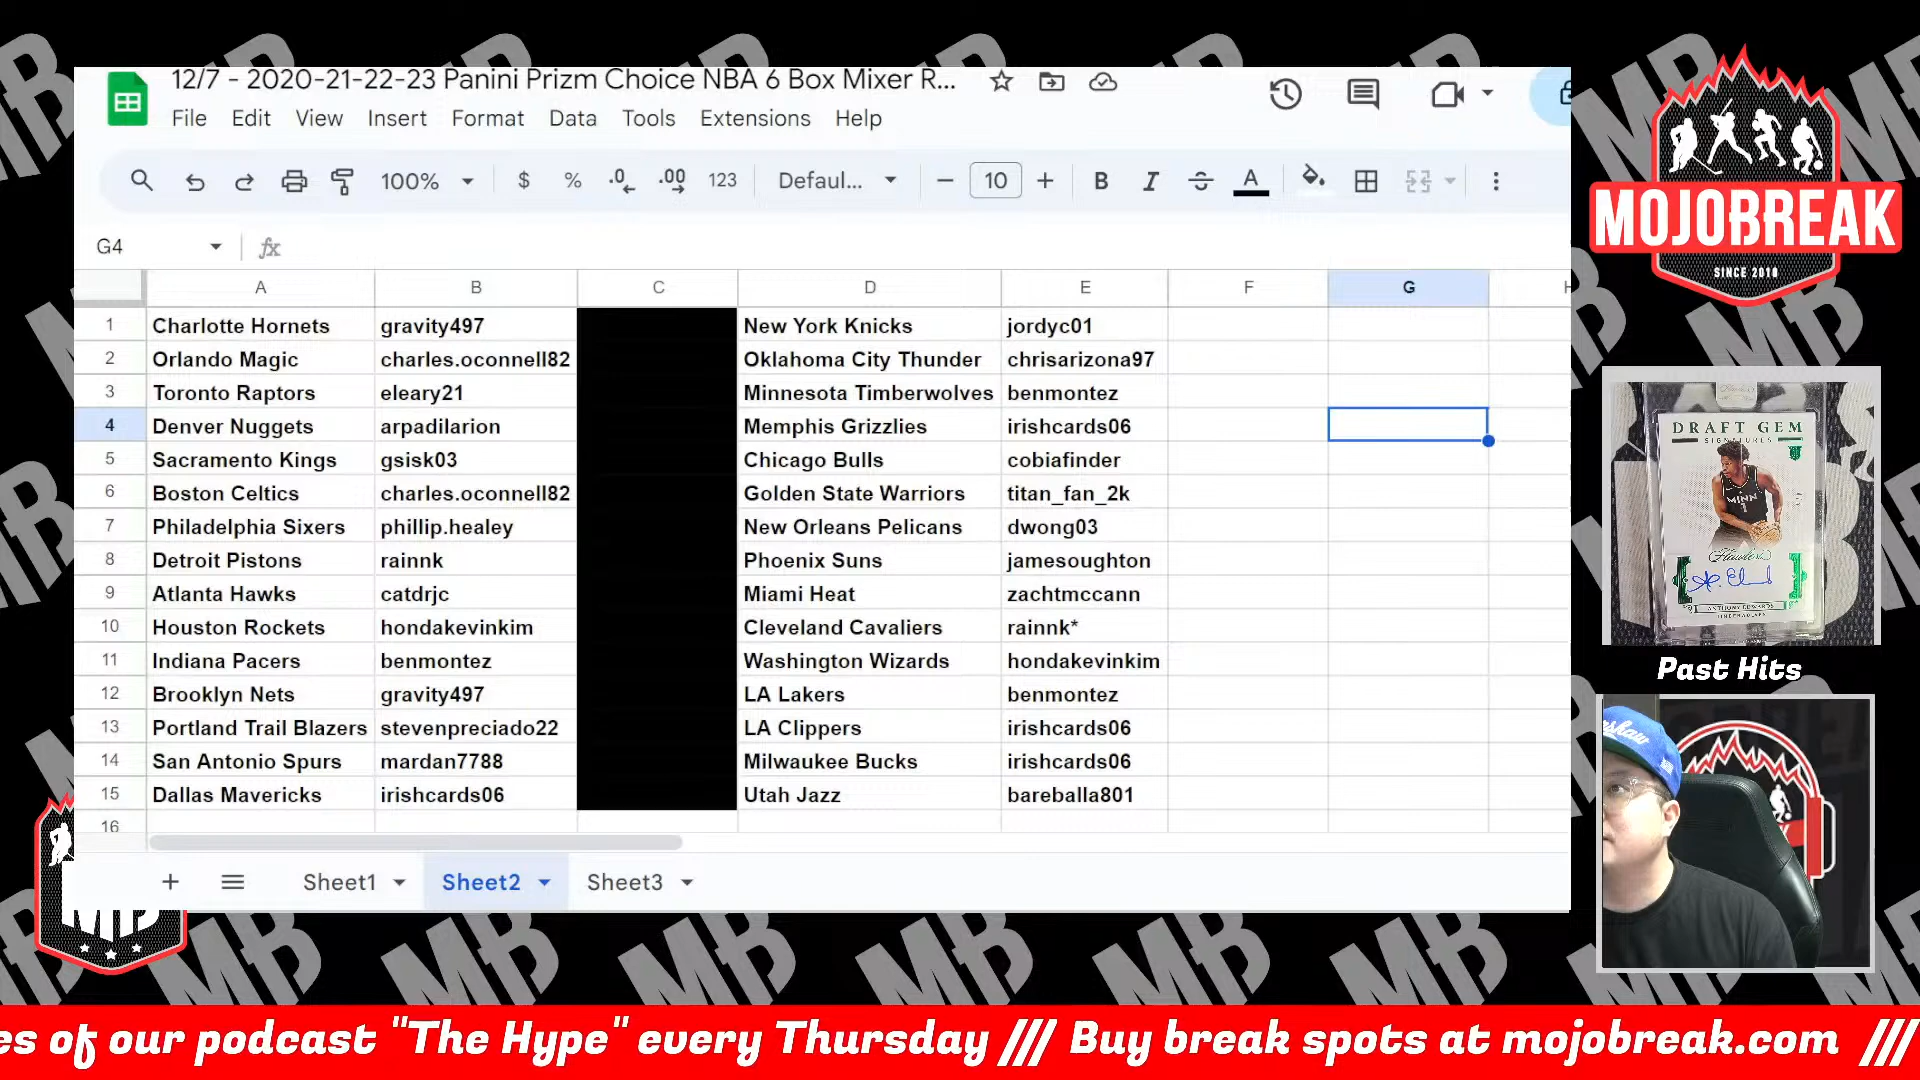 12/7 - 2020-21-22-23 Panini Prizm Choice NBA 6 Box Mixer R...
File Edit View Insert Format Data Tools Extensions Help
100% $ % .0 .00 123 Defaul... 10 B I A
G4 fx
A B C D E F G H
1 Charlotte Hornets gravity497 New York Knicks jordyc01
2 Orlando Magic charles.oconnell82 Oklahoma City Thunder chrisarizona97
3 Toronto Raptors eleary21 Minnesota Timberwolves benmontez
4 Denver Nuggets arpadilarion Memphis Grizzlies irishcards06
5 Sacramento Kings gsisk03 Chicago Bulls cobiafinder
6 Boston Celtics charles.oconnell82 Golden State Warriors titan_fan_2k
7 Philadelphia Sixers phillip.healey New Orleans Pelicans dwong03
8 Detroit Pistons rainnk Phoenix Suns jamesoughton
9 Atlanta Hawks catdrjc Miami Heat zachtmccann
10 Houston Rockets hondakevinkim Cleveland Cavaliers rainnk*
11 Indiana Pacers benmontez Washington Wizards hondakevinkim
12 Brooklyn Nets gravity497 LA Lakers benmontez
13 Portland Trail Blazers stevenpreciado22 LA Clippers irishcards06
14 San Antonio Spurs mardan7788 Milwaukee Bucks irishcards06
15 Dallas Mavericks irishcards06 Utah Jazz bareballa801
16
Sheet1 Sheet2 Sheet3
MOJOBREAK
SINCE 2010
DRAFT GEM
SIGNATURES
MINN
Flawless
ANTHONY EDWARDS
Past Hits
MB
es of our podcast "The Hype" every Thursday /// Buy break spots at mojobreak.com ///